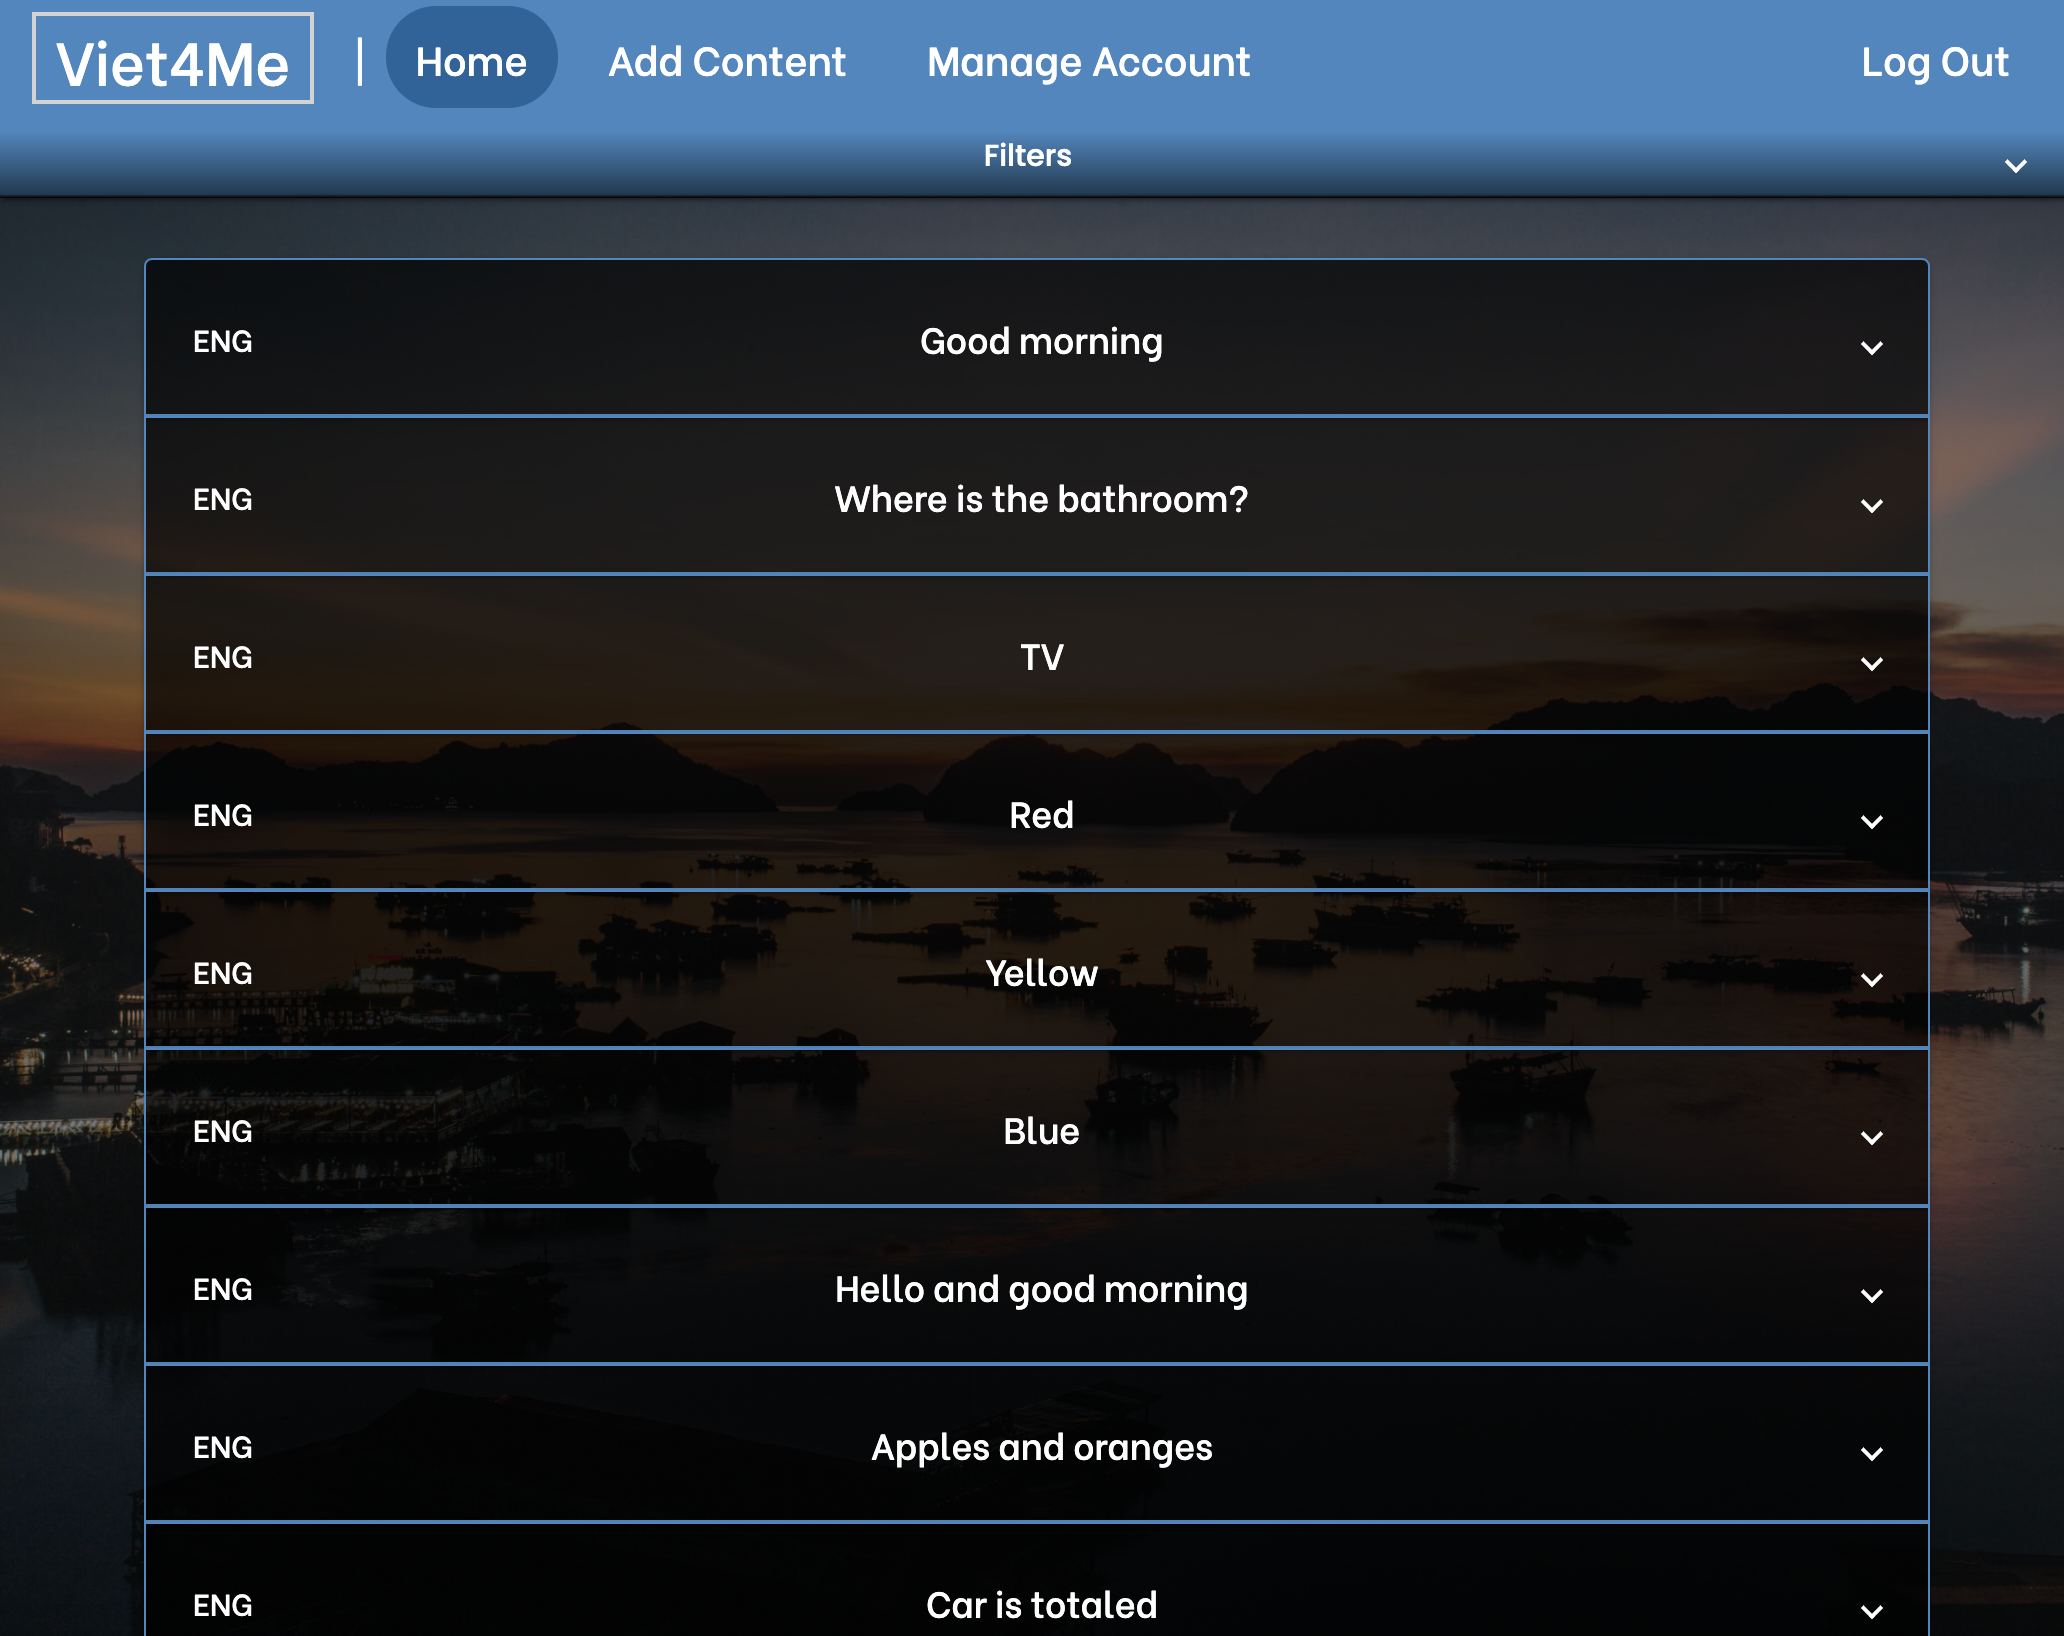 Viet4Me | Home Add Content Manage Account Log Out
Filters
ENG Good morning
ENG Where is the bathroom?
ENG TV
ENG Red
ENG Yellow
ENG Blue
ENG Hello and good morning
ENG Apples and oranges
ENG Car is totaled